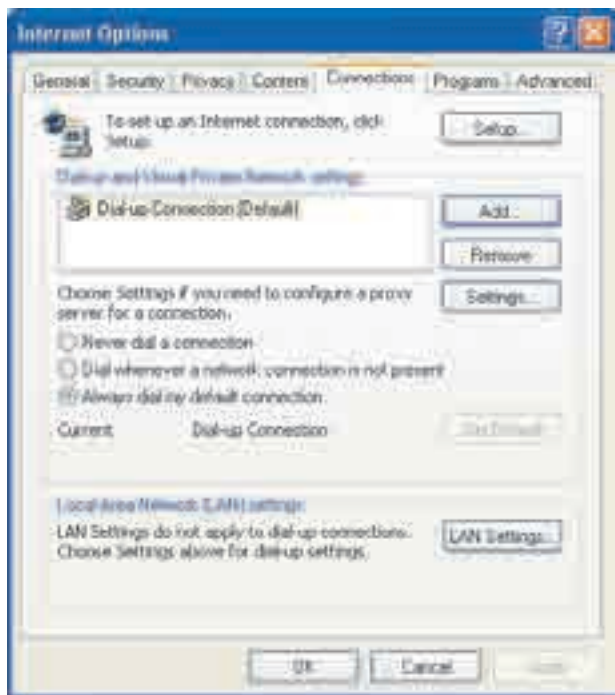 Internet Options
General Security Privacy Content Connections Programs Advanced
To set up an Internet connection, click
Setup.
Setup...
Dial-up and Virtual Private Network settings
Dial-up Connection (Default)
Add...
Remove
Choose Settings if you need to configure a proxy
server for a connection.
Settings...
Never dial a connection
Dial whenever a network connection is not present
Always dial my default connection
Current Dial-up Connection
Set Default
Local Area Network (LAN) settings
LAN Settings do not apply to dial-up connections.
Choose Settings above for dial-up settings.
LAN Settings...
OK Cancel